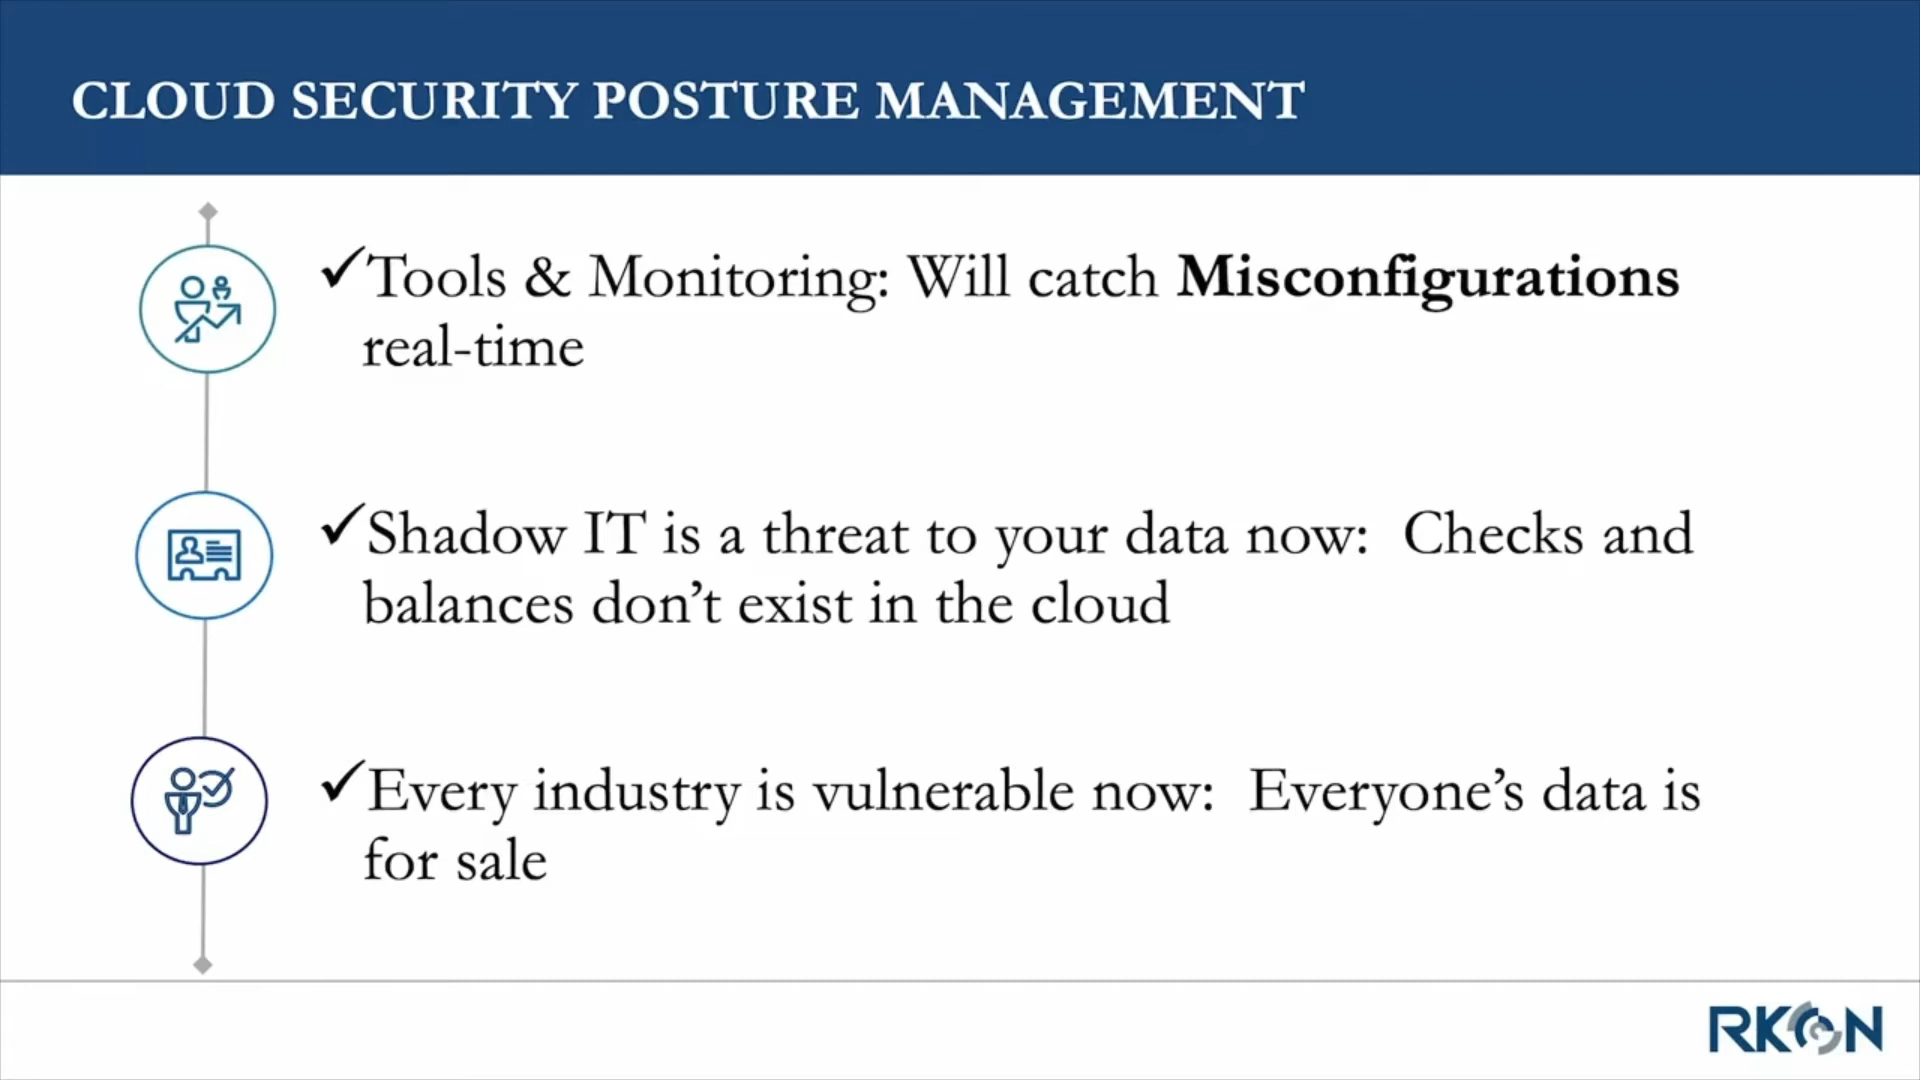 CLOUD SECURITY POSTURE MANAGEMENT
✓Tools & Monitoring: Will catch Misconfigurations
real-time
✓Shadow IT is a threat to your data now:  Checks and
balances don’t exist in the cloud
✓Every industry is vulnerable now:  Everyone’s data is
for sale
RKON